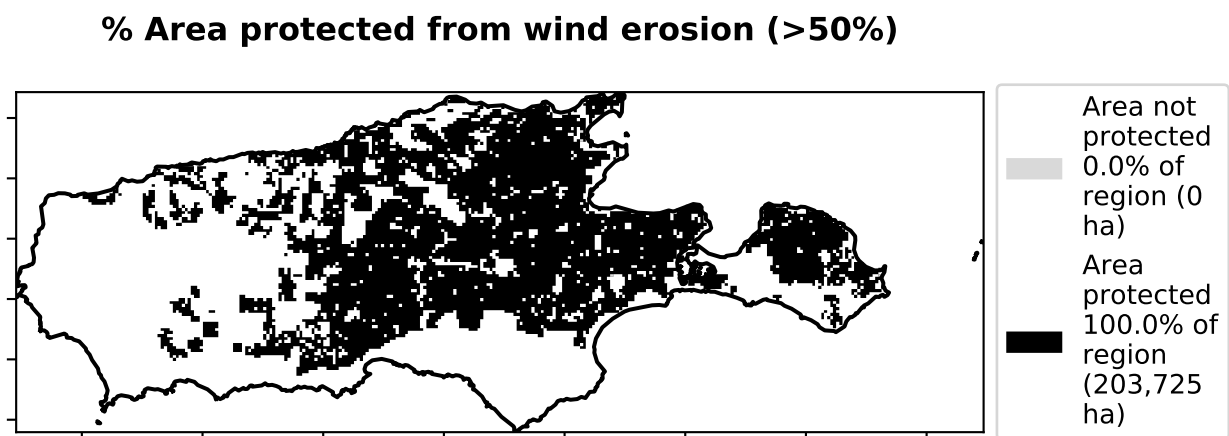 % Area protected from wind erosion (>50%)
Area not
protected
0.0% of
region (0
ha)
Area
protected
100.0% of
region
(203,725
ha)